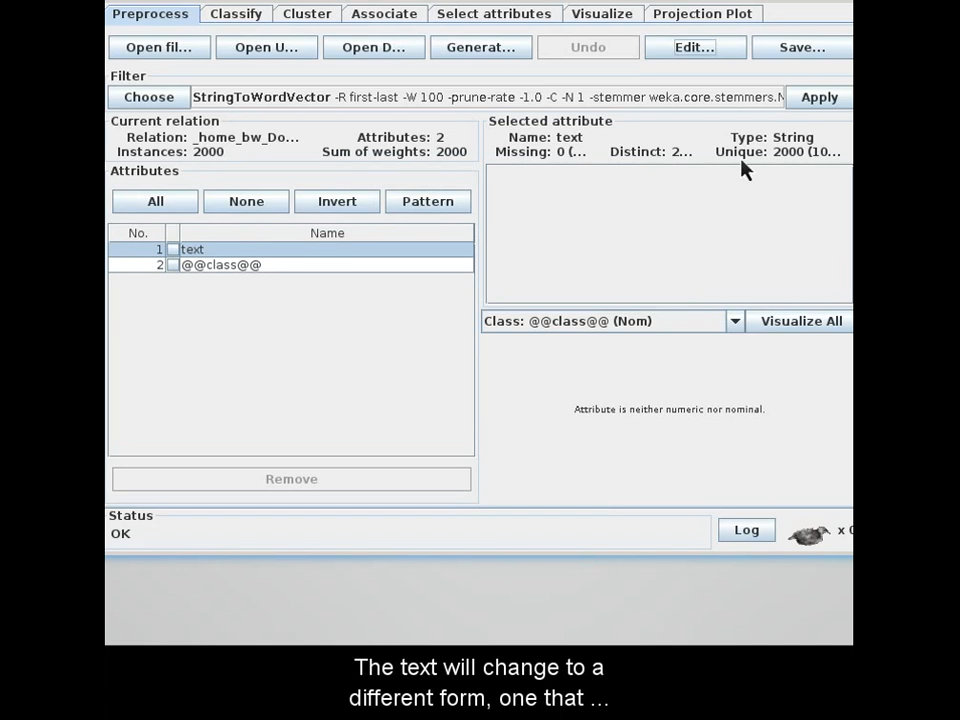 Preprocess Classify Cluster Associate Select attributes Visualize Projection Plot
Open fil... Open U... Open D... Generat... Undo Edit... Save...
Filter
Choose StringToWordVector -R first-last -W 100 -prune-rate -1.0 -C -N 1 -stemmer weka.core.stemmers.N Apply
Current relation
Relation: _home_bw_Do... Attributes: 2
Instances: 2000 Sum of weights: 2000
Attributes
All None Invert Pattern
No. Name
1 text
2 @@class@@
Remove
Selected attribute
Name: text Type: String
Missing: 0 (... Distinct: 2... Unique: 2000 (10...
Class: @@class@@ (Nom) Visualize All
Attribute is neither numeric nor nominal.
Status
OK
Log x 0
The text will change to a
different form, one that ...